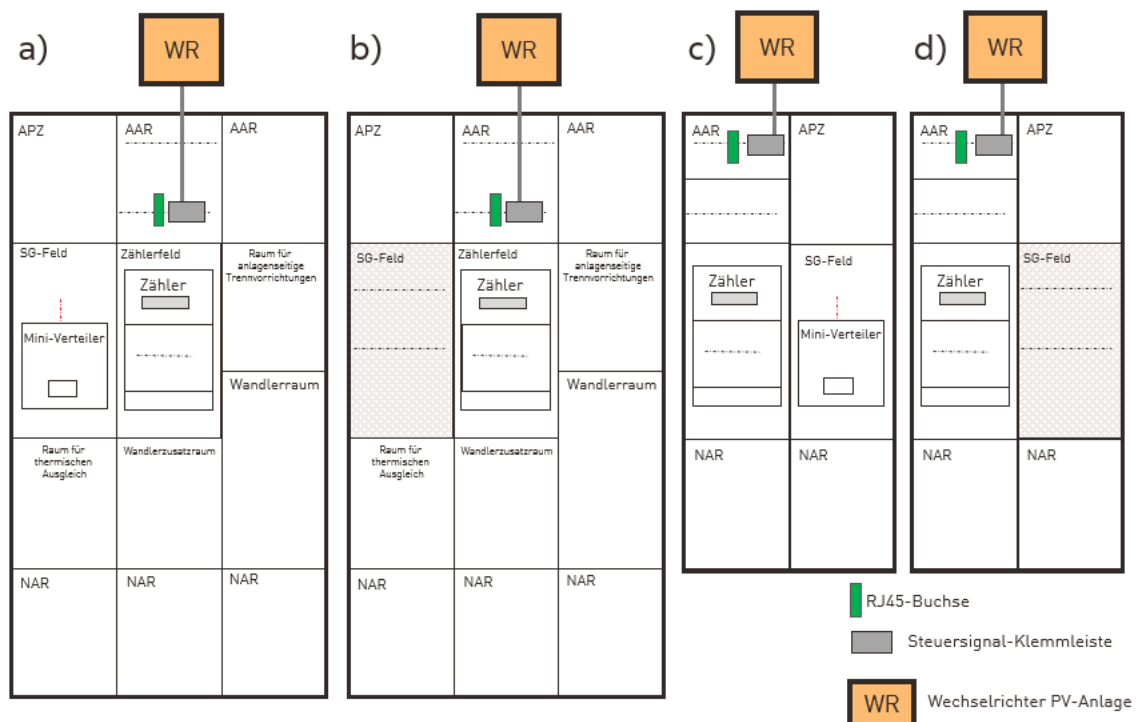 a)
WR
APZ
AAR
AAR
SG-Feld
Zählerfeld
Raum für
anlagenseitige
Trennvorrichtungen
Zähler
Mini-Verteiler
Wandlerraum
Raum für
thermischen
Ausgleich
Wandlerzusatzraum
NAR
NAR
NAR
b)
WR
APZ
AAR
AAR
SG-Feld
Zählerfeld
Raum für
anlagenseitige
Trennvorrichtungen
Zähler
Wandlerraum
Raum für
thermischen
Ausgleich
Wandlerzusatzraum
NAR
NAR
NAR
c)
WR
AAR
APZ
SG-Feld
Zähler
Mini-Verteiler
NAR
NAR
d)
WR
AAR
APZ
SG-Feld
Zähler
NAR
NAR
RJ45-Buchse
Steuersignal-Klemmleiste
WR
Wechselrichter PV-Anlage